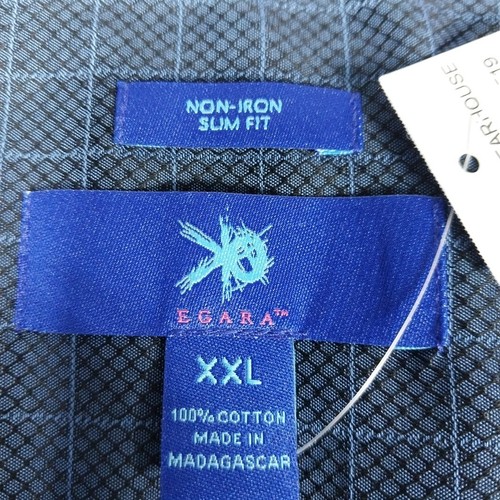 NON-IRON
SLIM FIT
EGARA™
XXL
100% COTTON
MADE IN
MADAGASCAR